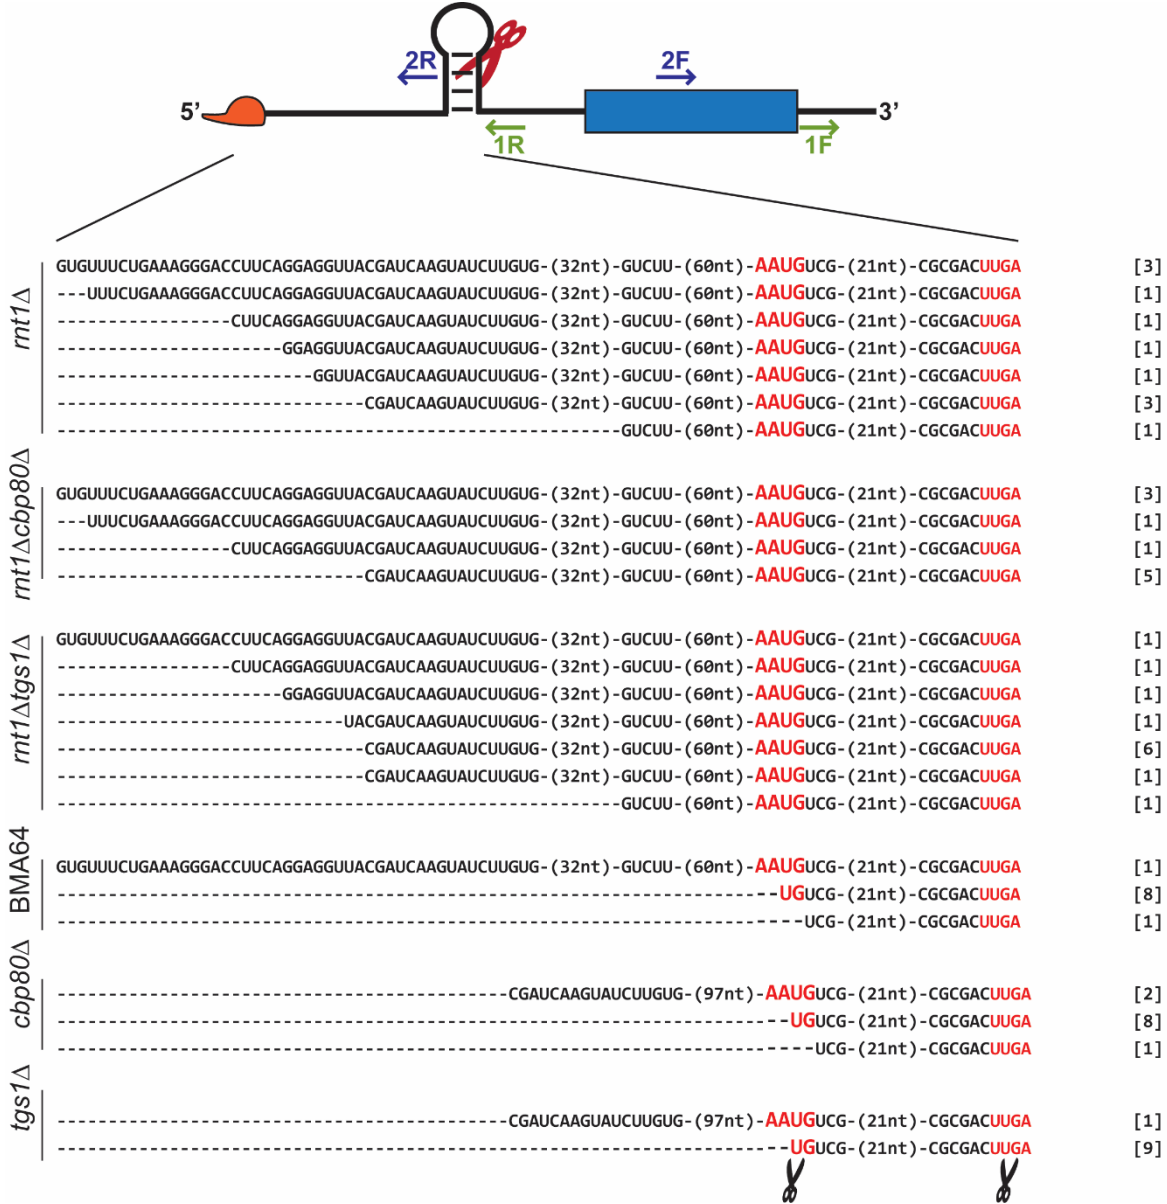 2R 2F
5' 3'
1R 1F
rnt1Δ
GUGUUUCUGAAAGGGACCUUCAGGAGGUUACGAUCAAGUAUCUUGUG-(32nt)-GUCUU-(60nt)-AAUGUCG-(21nt)-CGCGACUUGA [3]
---UUUCUGAAAGGGACCUUCAGGAGGUUACGAUCAAGUAUCUUGUG-(32nt)-GUCUU-(60nt)-AAUGUCG-(21nt)-CGCGACUUGA [1]
-----------------CUUCAGGAGGUUACGAUCAAGUAUCUUGUG-(32nt)-GUCUU-(60nt)-AAUGUCG-(21nt)-CGCGACUUGA [1]
----------------------GGAGGUUACGAUCAAGUAUCUUGUG-(32nt)-GUCUU-(60nt)-AAUGUCG-(21nt)-CGCGACUUGA [1]
-------------------------GGUUACGAUCAAGUAUCUUGUG-(32nt)-GUCUU-(60nt)-AAUGUCG-(21nt)-CGCGACUUGA [1]
------------------------------CGAUCAAGUAUCUUGUG-(32nt)-GUCUU-(60nt)-AAUGUCG-(21nt)-CGCGACUUGA [3]
-------------------------------------------------------GUCUU-(60nt)-AAUGUCG-(21nt)-CGCGACUUGA [1]
rnt1Δcbp80Δ
GUGUUUCUGAAAGGGACCUUCAGGAGGUUACGAUCAAGUAUCUUGUG-(32nt)-GUCUU-(60nt)-AAUGUCG-(21nt)-CGCGACUUGA [3]
---UUUCUGAAAGGGACCUUCAGGAGGUUACGAUCAAGUAUCUUGUG-(32nt)-GUCUU-(60nt)-AAUGUCG-(21nt)-CGCGACUUGA [1]
-----------------CUUCAGGAGGUUACGAUCAAGUAUCUUGUG-(32nt)-GUCUU-(60nt)-AAUGUCG-(21nt)-CGCGACUUGA [1]
------------------------------CGAUCAAGUAUCUUGUG-(32nt)-GUCUU-(60nt)-AAUGUCG-(21nt)-CGCGACUUGA [5]
rnt1Δtgs1Δ
GUGUUUCUGAAAGGGACCUUCAGGAGGUUACGAUCAAGUAUCUUGUG-(32nt)-GUCUU-(60nt)-AAUGUCG-(21nt)-CGCGACUUGA [1]
-----------------CUUCAGGAGGUUACGAUCAAGUAUCUUGUG-(32nt)-GUCUU-(60nt)-AAUGUCG-(21nt)-CGCGACUUGA [1]
----------------------GGAGGUUACGAUCAAGUAUCUUGUG-(32nt)-GUCUU-(60nt)-AAUGUCG-(21nt)-CGCGACUUGA [1]
----------------------------UACGAUCAAGUAUCUUGUG-(32nt)-GUCUU-(60nt)-AAUGUCG-(21nt)-CGCGACUUGA [1]
------------------------------CGAUCAAGUAUCUUGUG-(32nt)-GUCUU-(60nt)-AAUGUCG-(21nt)-CGCGACUUGA [6]
------------------------------CGAUCAAGUAUCUUGUG-(32nt)-GUCUU-(60nt)-AAUGUCG-(21nt)-CGCGACUUGA [1]
-------------------------------------------------------GUCUU-(60nt)-AAUGUCG-(21nt)-CGCGACUUGA [1]
BMA64
GUGUUUCUGAAAGGGACCUUCAGGAGGUUACGAUCAAGUAUCUUGUG-(32nt)-GUCUU-(60nt)-AAUGUCG-(21nt)-CGCGACUUGA [1]
----------------------------------------------------------------------UGUCG-(21nt)-CGCGACUUGA [8]
------------------------------------------------------------------------UCG-(21nt)-CGCGACUUGA [1]
cbp80Δ
--------------------------------------------CGAUCAAGUAUCUUGUG-(97nt)-AAUGUCG-(21nt)-CGCGACUUGA [2]
-----------------------------------------------------------------------UGUCG-(21nt)-CGCGACUUGA [8]
-------------------------------------------------------------------------UCG-(21nt)-CGCGACUUGA [1]
tgs1Δ
--------------------------------------------CGAUCAAGUAUCUUGUG-(97nt)-AAUGUCG-(21nt)-CGCGACUUGA [1]
-----------------------------------------------------------------------UGUCG-(21nt)-CGCGACUUGA [9]